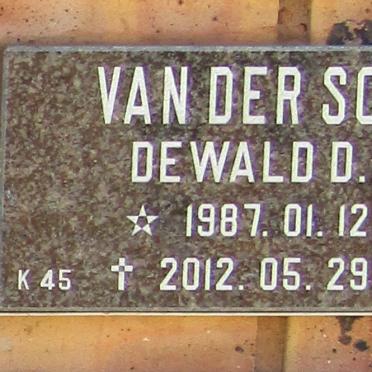 VAN DER SC
DEWALD D.
☆ 1987. 01. 12
K 45 ✝ 2012. 05. 29